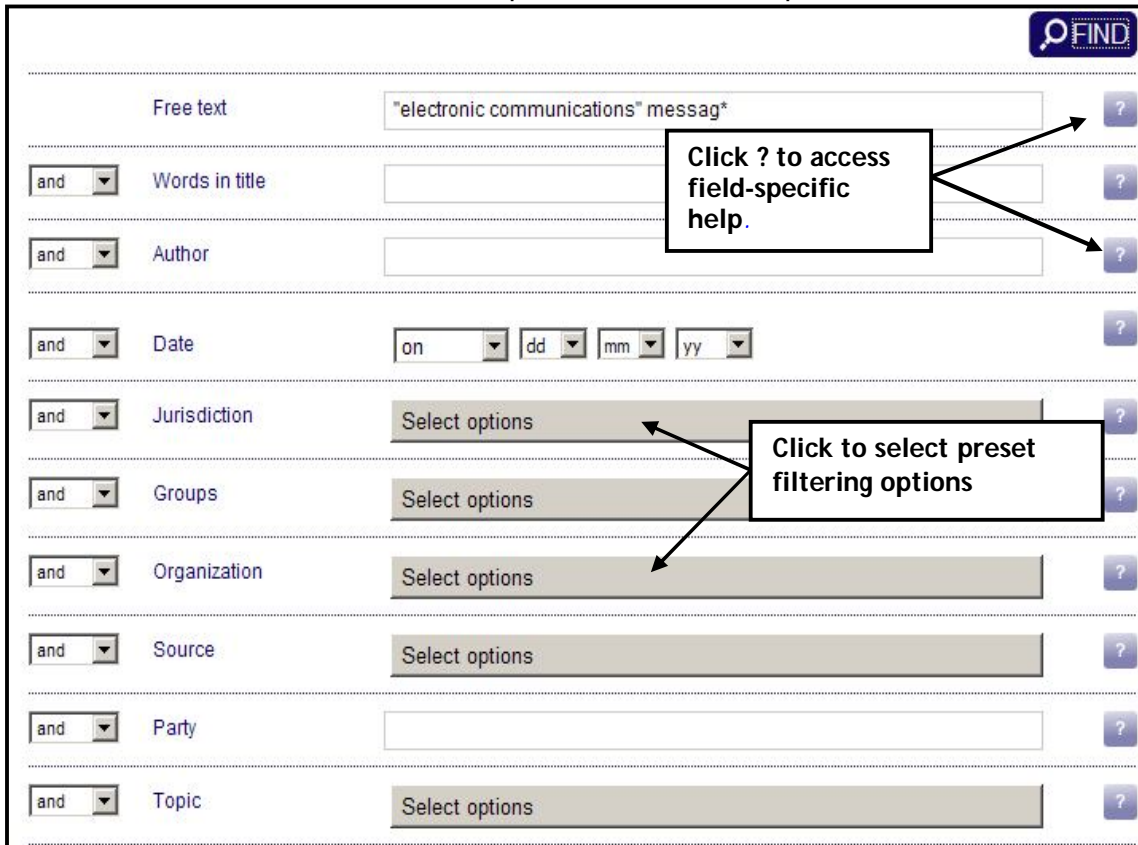 FIND
Free text "electronic communications" messag* ?
Click ? to access
field-specific
help.
and Words in title ?
and Author ?
and Date on dd mm yy ?
and Jurisdiction Select options ?
Click to select preset
filtering options
and Groups Select options ?
and Organization Select options ?
and Source Select options ?
and Party ?
and Topic Select options ?